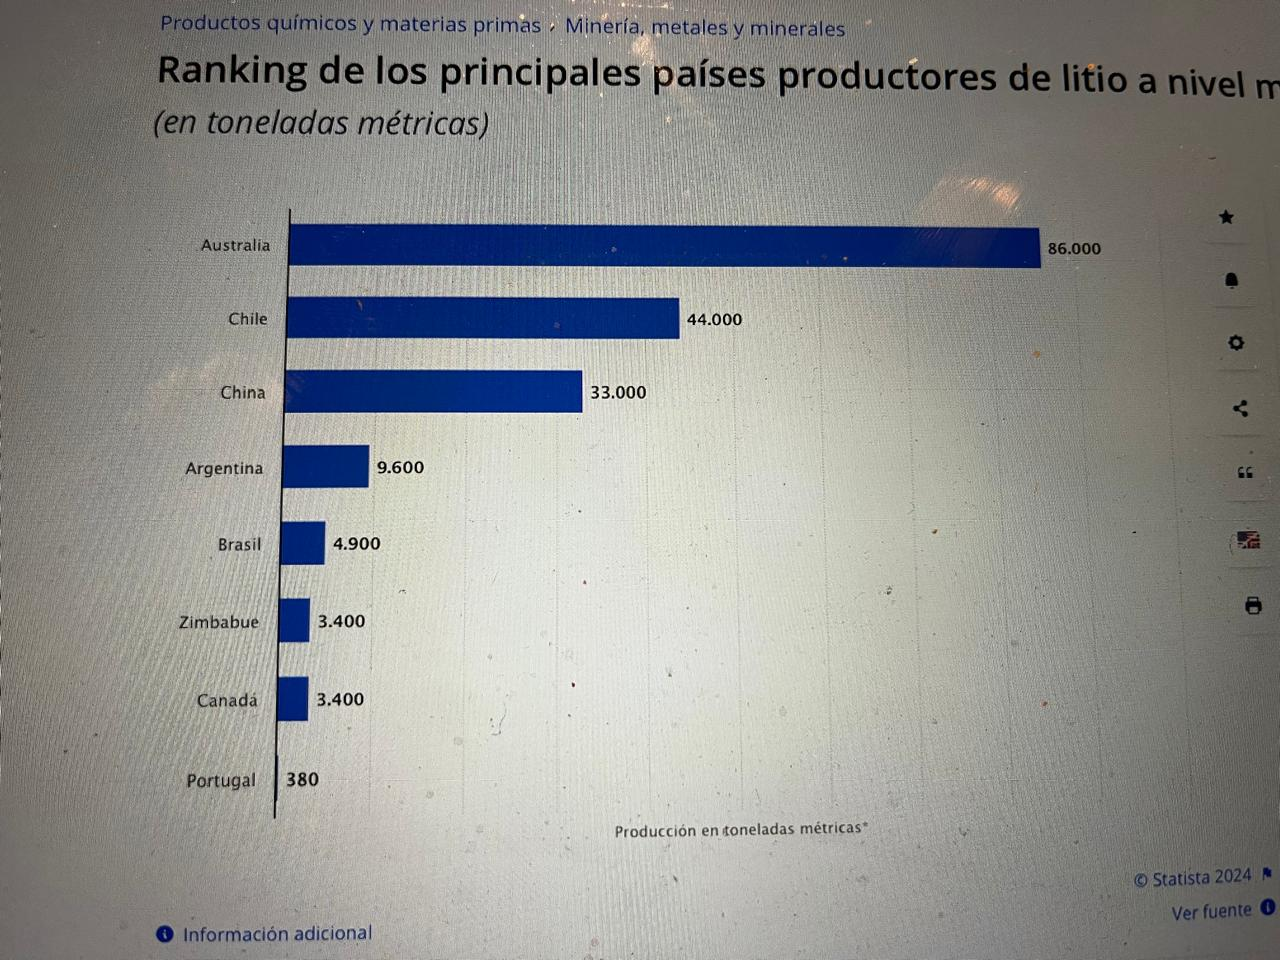 Productos químicos y materias primas › Minería, metales y minerales
Ranking de los principales países productores de litio a nivel m
(en toneladas métricas)
Australia 86.000
Chile 44.000
China 33.000
Argentina 9.600
Brasil 4.900
Zimbabue 3.400
Canadá 3.400
Portugal 380
Producción en toneladas métricas*
© Statista 2024
Ver fuente
Información adicional